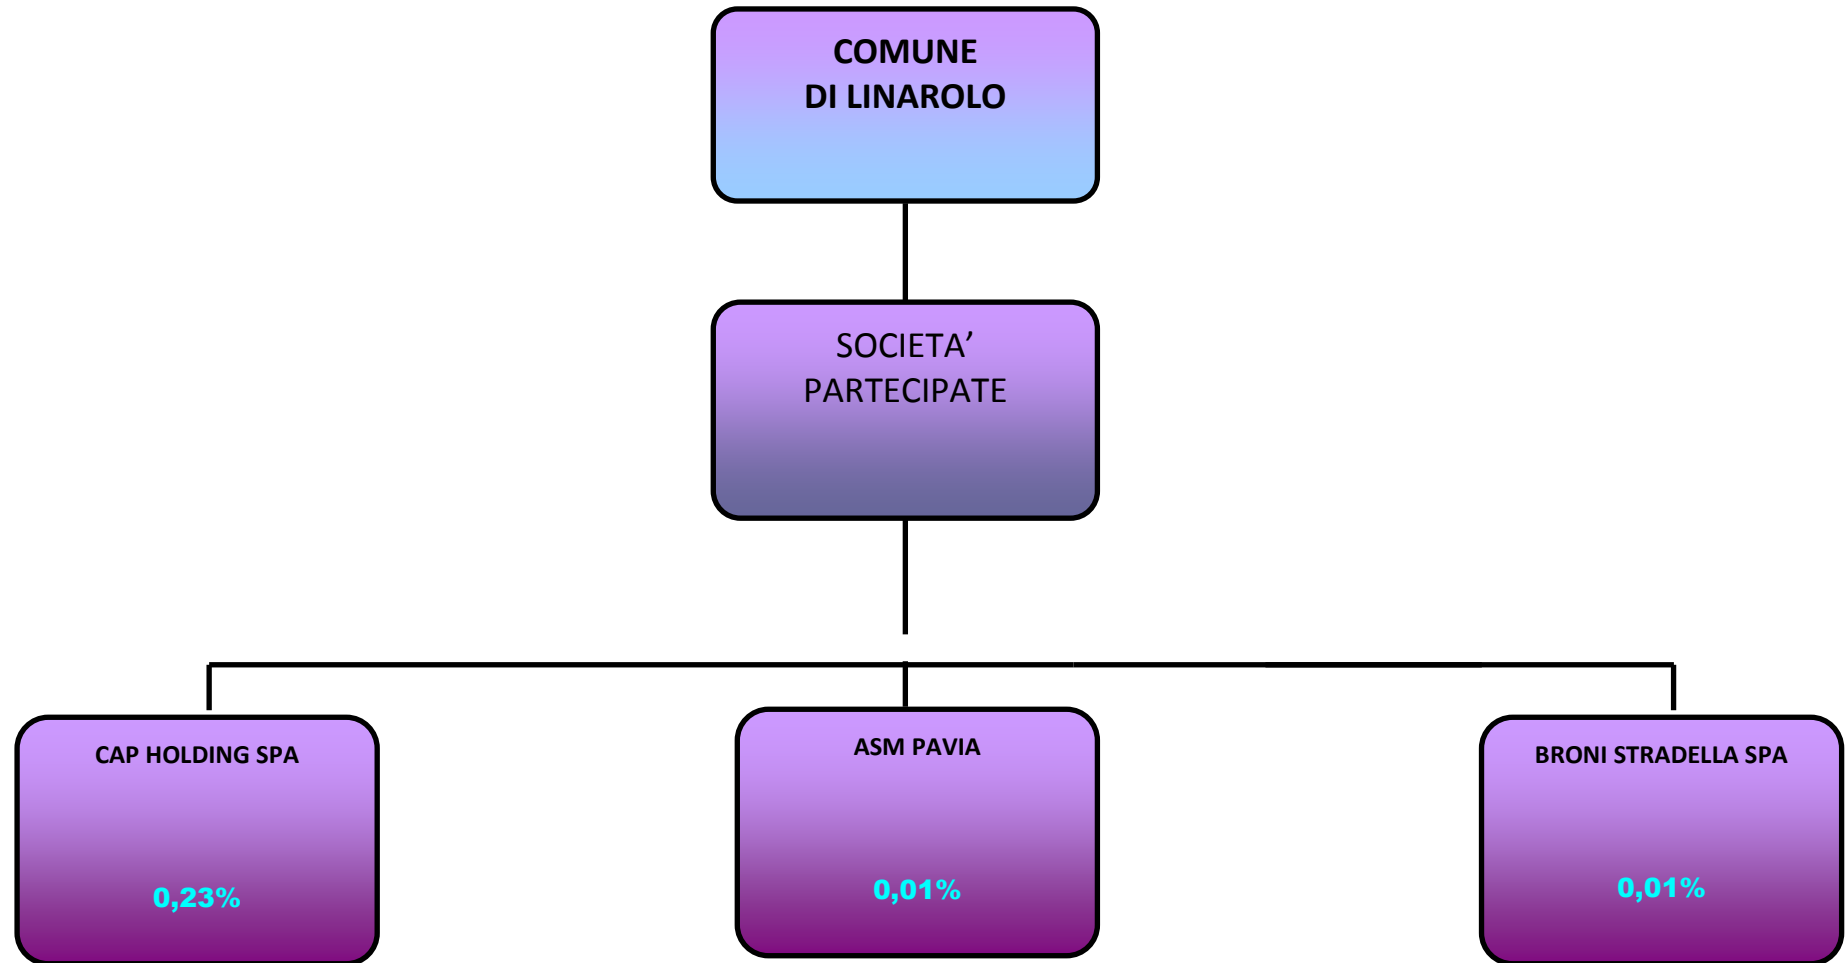 COMUNE
DI LINAROLO
SOCIETA’
PARTECIPATE
CAP HOLDING SPA
0,23%
ASM PAVIA
0,01%
BRONI STRADELLA SPA
0,01%